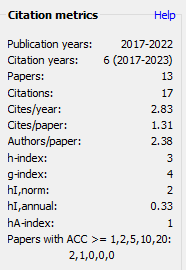 Citation metrics Help
Publication years: 2017-2022
Citation years: 6 (2017-2023)
Papers: 13
Citations: 17
Cites/year: 2.83
Cites/paper: 1.31
Authors/paper: 2.38
h-index: 3
g-index: 4
hI,norm: 2
hI,annual: 0.33
hA-index: 1
Papers with ACC >= 1,2,5,10,20:
2,1,0,0,0